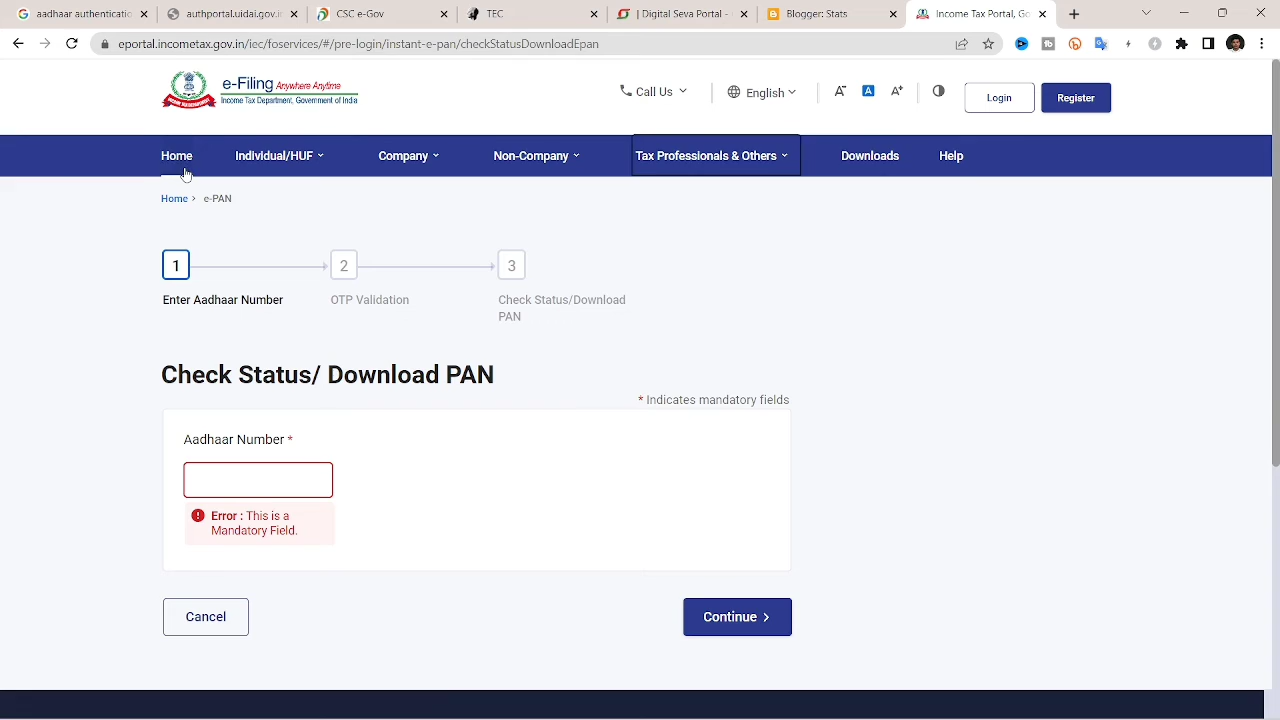 aadhaar authenticatio
authportal.uidai.gov.i
CSC e-Gov
TEC
| Digital Seva Portal -
Blogger: Stats
Income Tax Portal, Go
eportal.incometax.gov.in/iec/foservices/#/pre-login/instant-e-pan/checkStatusDownloadEpan
e-Filing Anywhere Anytime
Income Tax Department, Government of India
Call Us
English
A-
A
A+
Login
Register
Home
Individual/HUF
Company
Non-Company
Tax Professionals & Others
Downloads
Help
Home > e-PAN
1
2
3
Enter Aadhaar Number
OTP Validation
Check Status/Download
PAN
Check Status/ Download PAN
* Indicates mandatory fields
Aadhaar Number *
Error : This is a
Mandatory Field.
Cancel
Continue >